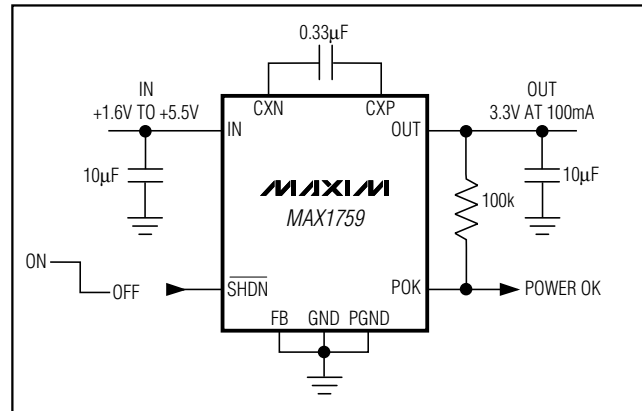 0.33μF
IN
+1.6V TO +5.5V
CXN
CXP
OUT
3.3V AT 100mA
IN
OUT
10μF
MAXIM
MAX1759
100k
10μF
ON
OFF
SHDN
POK
POWER OK
FB
GND
PGND